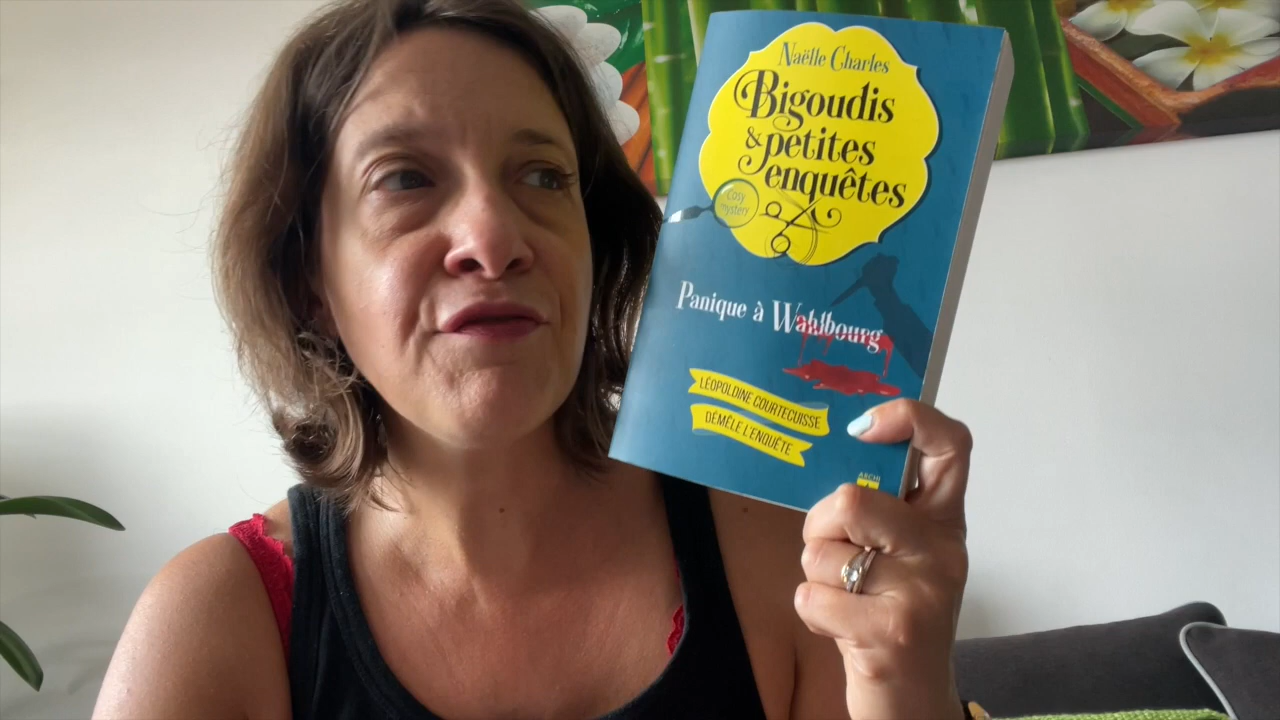 Naëlle Charles
Bigoudis
& petites
enquêtes
Cosy
mystery
Panique à Wahlbourg
LÉOPOLDINE COURTECUISSE
DÉMÊLE L'ENQUÊTE
ARCHI